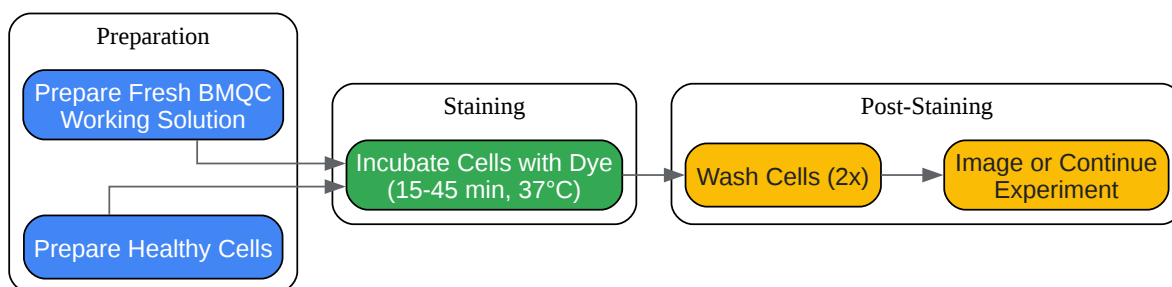 Preparation
Prepare Fresh BMQC
Working Solution
Prepare Healthy Cells
Staining
Incubate Cells with Dye
(15-45 min, 37°C)
Post-Staining
Wash Cells (2x)
Image or Continue
Experiment